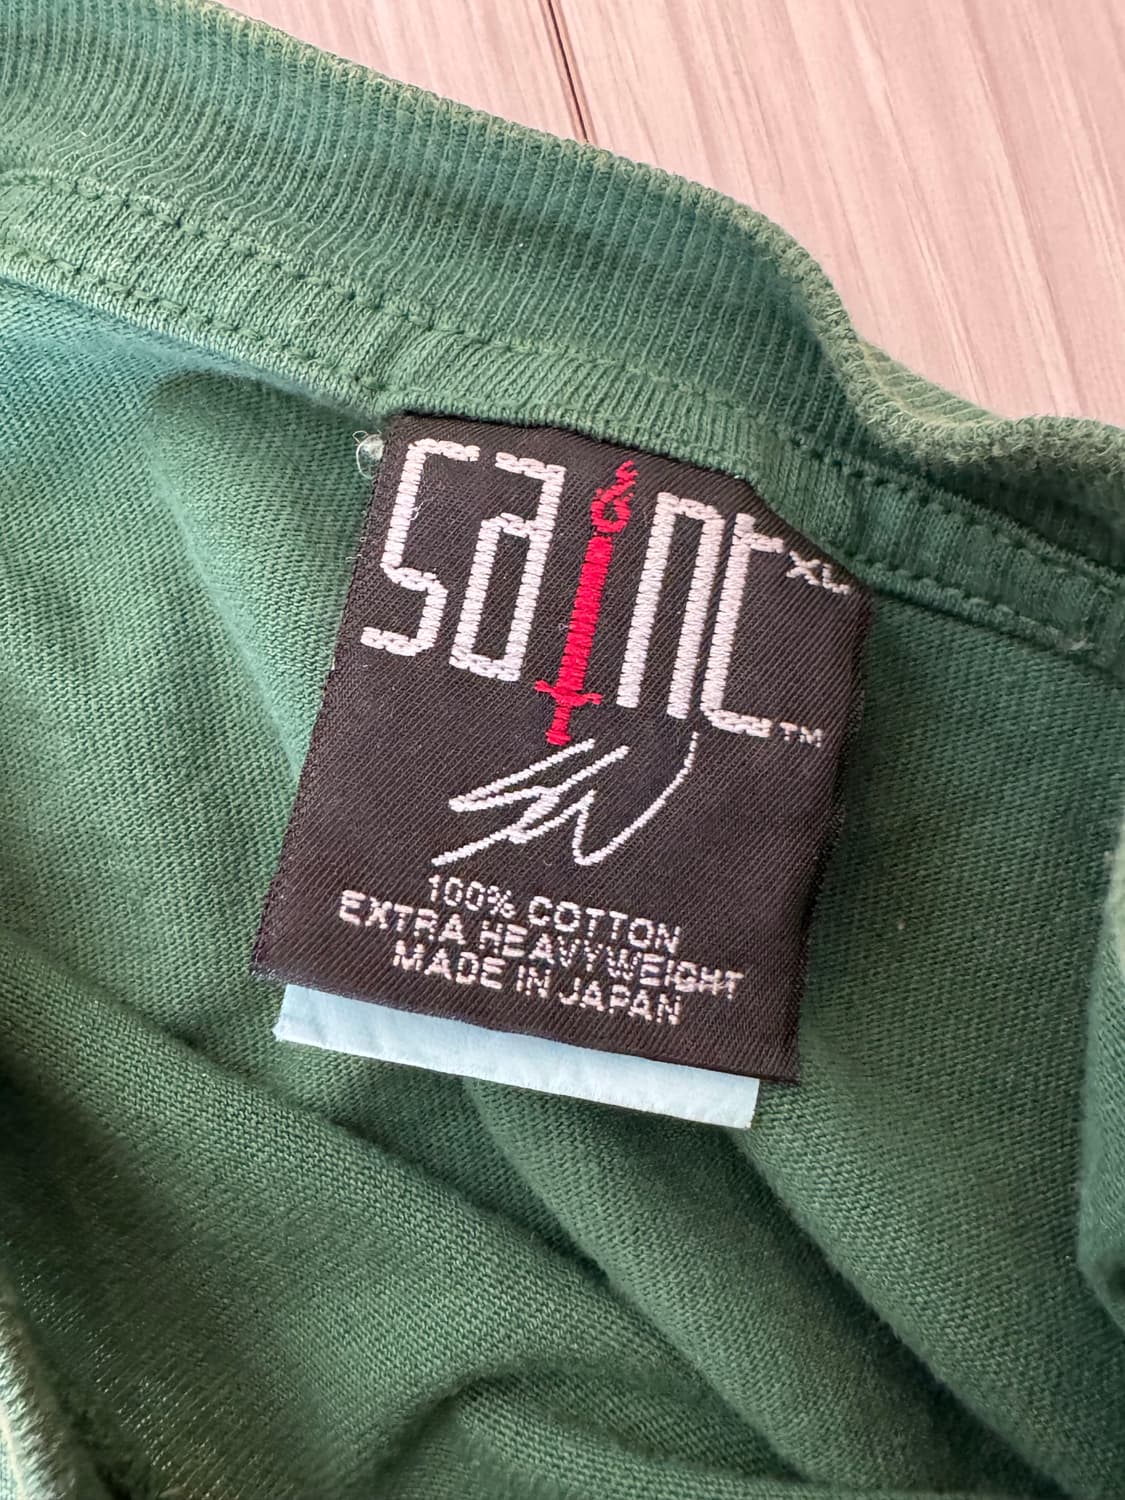 saint XL
TM
100% COTTON
EXTRA HEAVYWEIGHT
MADE IN JAPAN